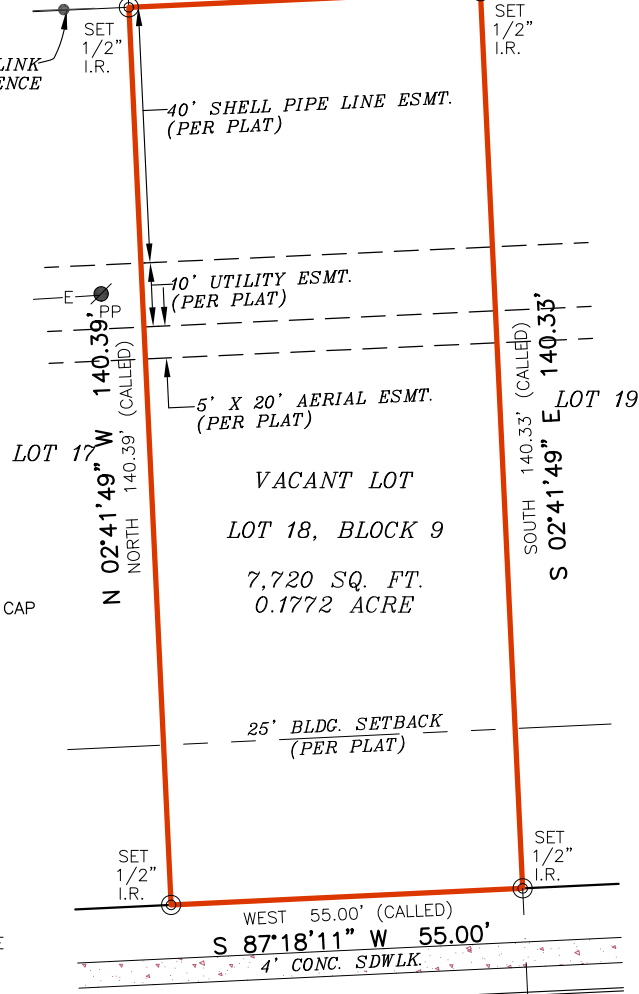 SET
1/2"
I.R.
SET
1/2"
I.R.
LINK
ENCE
40' SHELL PIPE LINE ESMT.
(PER PLAT)
10' UTILITY ESMT.
(PER PLAT)
E
PP
5' X 20' AERIAL ESMT.
(PER PLAT)
LOT 17
N 02°41'49" W 140.39'
NORTH 140.39' (CALLED)
SOUTH 140.33' (CALLED)
S 02°41'49" E 140.33'
LOT 19
VACANT LOT
LOT 18, BLOCK 9
7,720 SQ. FT.
0.1772 ACRE
CAP
25' BLDG. SETBACK
(PER PLAT)
SET
1/2"
I.R.
SET
1/2"
I.R.
WEST 55.00' (CALLED)
S 87°18'11" W 55.00'
E
4' CONC. SDWLK.